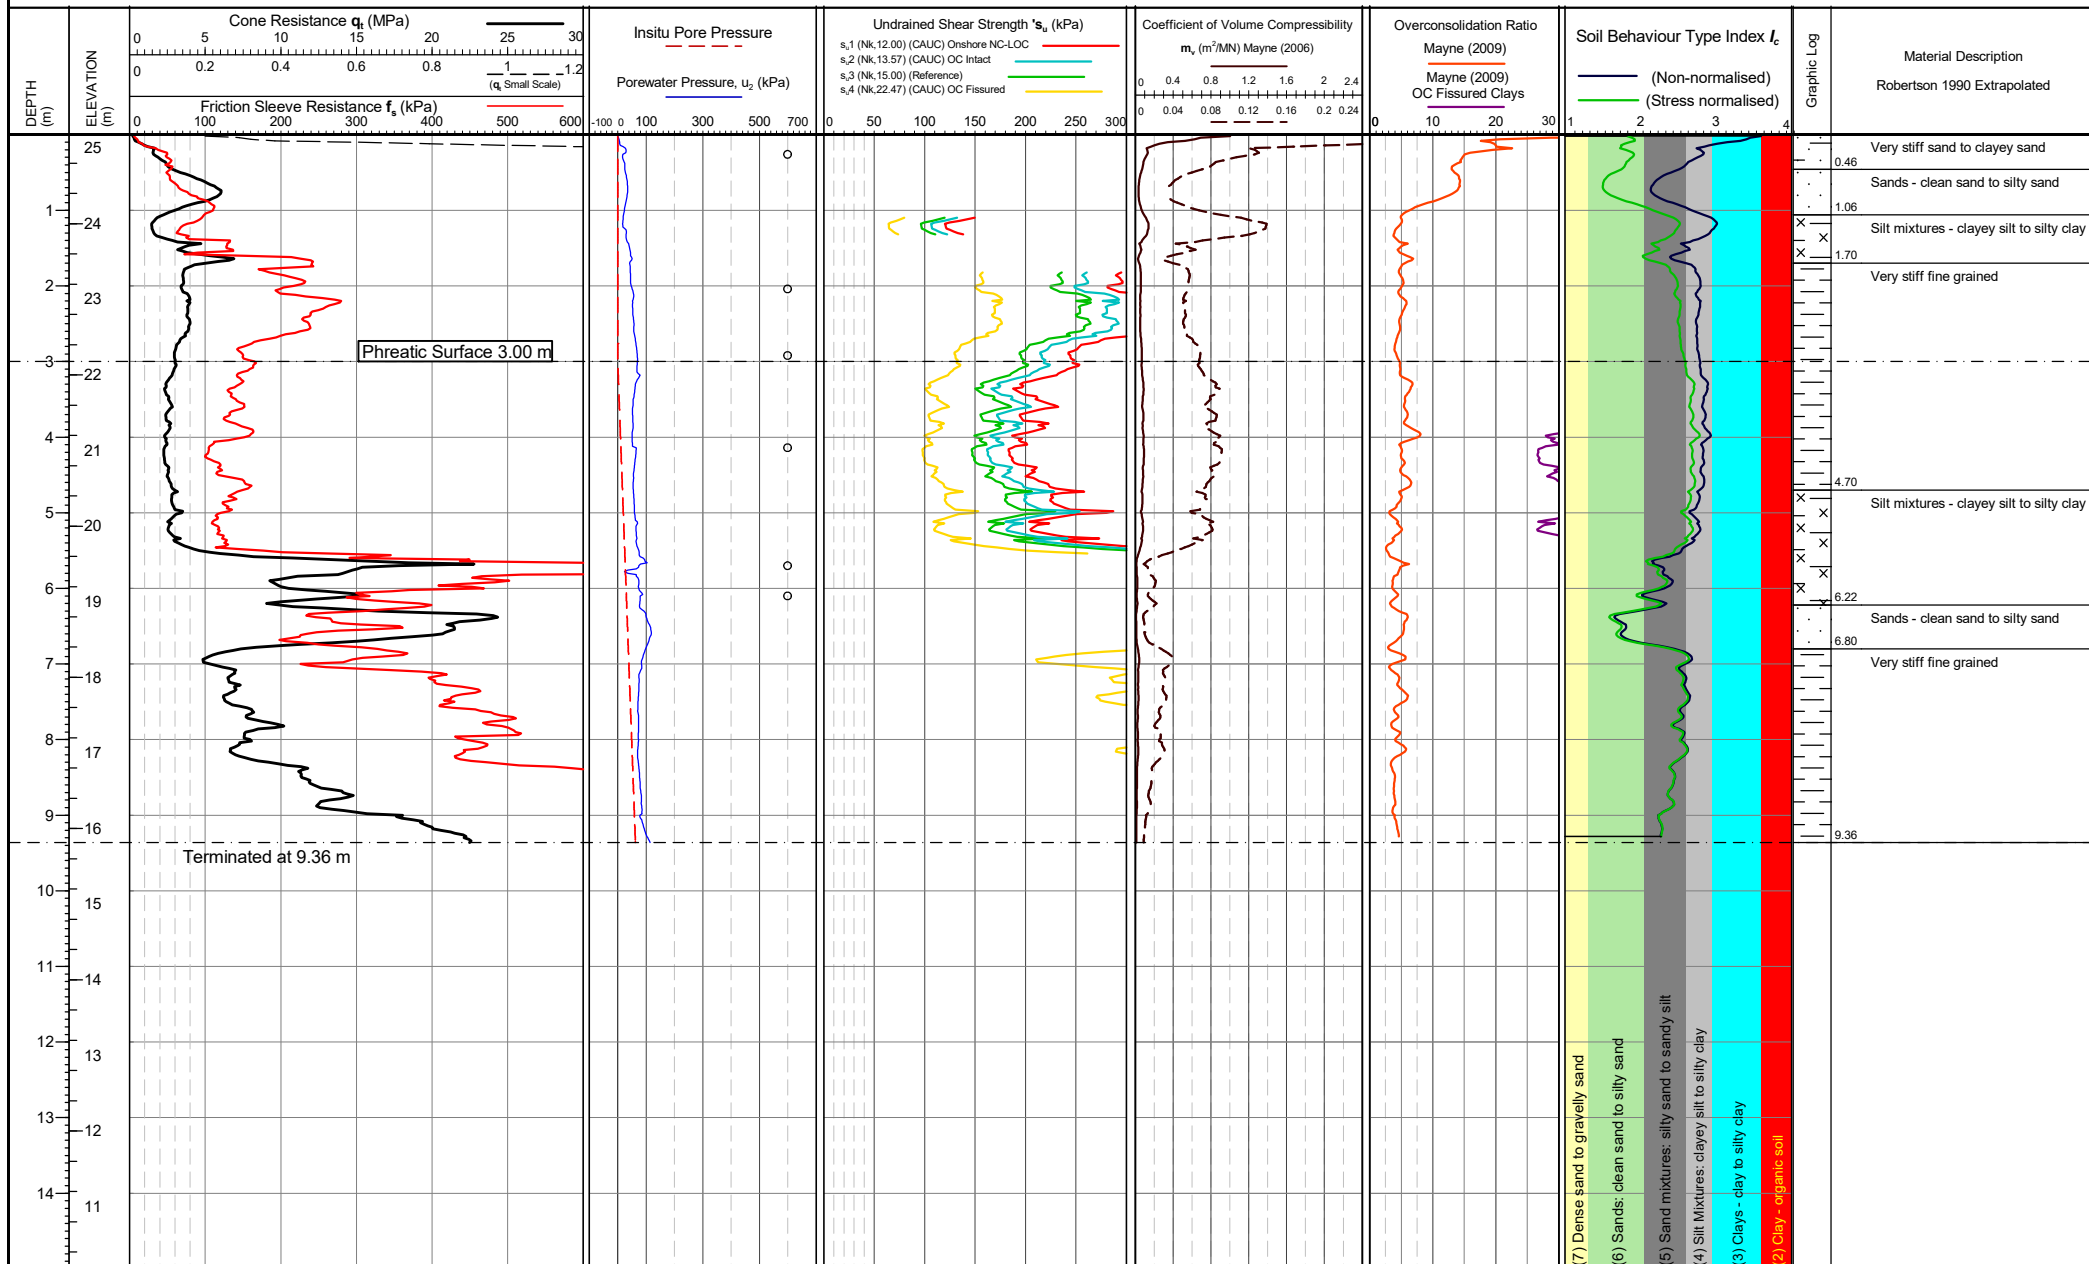 DEPTH (m)
ELEVATION (m)
Cone Resistance qt (MPa)
0 5 10 15 20 25 30
0 0.2 0.4 0.6 0.8 1 1.2
(qt Small Scale)
Friction Sleeve Resistance fs (kPa)
0 100 200 300 400 500 600
Insitu Pore Pressure
Porewater Pressure, u2 (kPa)
-100 0 100 300 500 700
Undrained Shear Strength 'su (kPa)
su1 (Nk,12.00) (CAUC) Onshore NC-LOC
su2 (Nk,13.57) (CAUC) OC Intact
su3 (Nk,15.00) (Reference)
su4 (Nk,22.47) (CAUC) OC Fissured
0 50 100 150 200 250 300
Coefficient of Volume Compressibility
mv (m²/MN) Mayne (2006)
0 0.4 0.8 1.2 1.6 2 2.4
0 0.04 0.08 0.12 0.16 0.20 0.24
Overconsolidation Ratio
Mayne (2009)
Mayne (2009)
OC Fissured Clays
0 10 20 30
Soil Behaviour Type Index Ic
(Non-normalised)
(Stress normalised)
1 2 3 4
Graphic Log
Material Description
Robertson 1990 Extrapolated
25
Very stiff sand to clayey sand
0.46
Sands - clean sand to silty sand
1.06
1
24
Silt mixtures - clayey silt to silty clay
1.70
Very stiff fine grained
2
23
Phreatic Surface 3.00 m
3
22
4
21
4.70
Silt mixtures - clayey silt to silty clay
5
20
6
19
6.22
Sands - clean sand to silty sand
6.80
Very stiff fine grained
7
18
8
17
9
16
9.36
Terminated at 9.36 m
10
15
11
14
12
13
13
12
14
11
(7) Dense sand to gravelly sand
(6) Sands: clean sand to silty sand
(5) Sand mixtures: silty sand to sandy silt
(4) Silt Mixtures: clayey silt to silty clay
(3) Clays - clay to silty clay
(2) Clay - organic soil